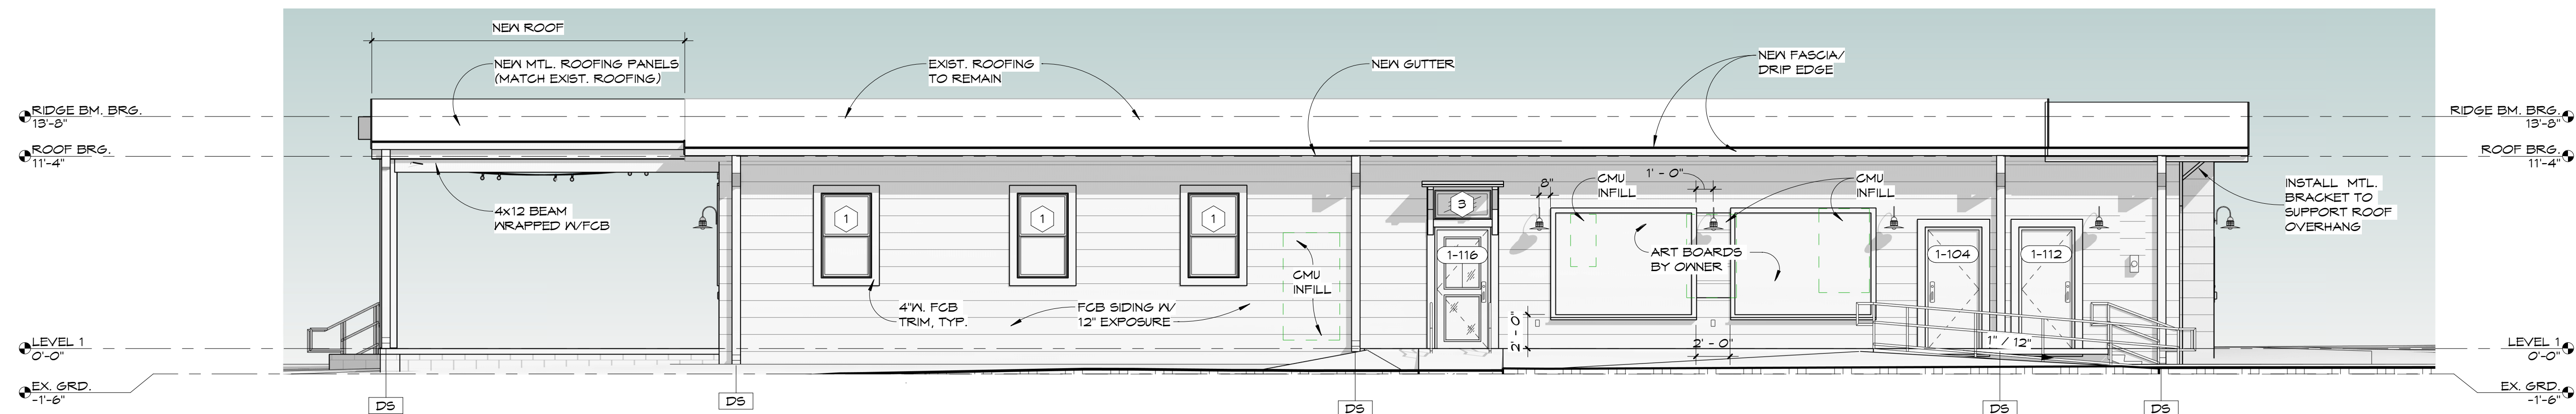 NEW ROOF
NEW MTL. ROOFING PANELS
(MATCH EXIST. ROOFING)
EXIST. ROOFING
TO REMAIN
NEW GUTTER
NEW FASCIA/
DRIP EDGE
RIDGE BM. BRG.
13'-8"
RIDGE BM. BRG.
13'-8"
ROOF BRG.
11'-4"
ROOF BRG.
11'-4"
4x12 BEAM
WRAPPED W/FCB
1
1
1
3
8"
CMU
INFILL
1' - 0"
CMU
INFILL
INSTALL MTL.
BRACKET TO
SUPPORT ROOF
OVERHANG
1-116
ART BOARDS
BY OWNER
1-104
1-112
CMU
INFILL
4"W. FCB
TRIM, TYP.
FCB SIDING W/
12" EXPOSURE
2' - 0"
2' - 0"
1" / 12"
LEVEL 1
0'-0"
LEVEL 1
0'-0"
EX. GRD.
-1'-6"
EX. GRD.
-1'-6"
DS
DS
DS
DS
DS